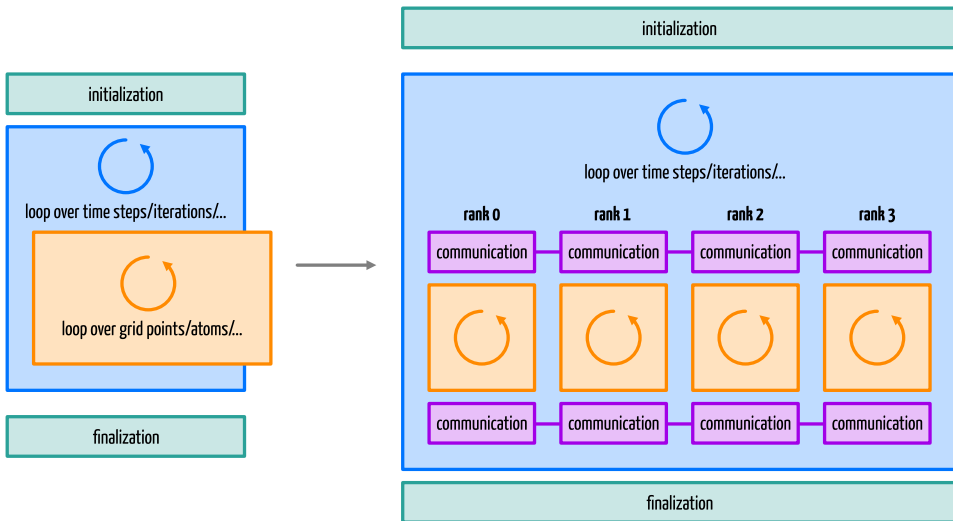 initialization
loop over time steps/iterations/...
loop over grid points/atoms/...
finalization
initialization
loop over time steps/iterations/...
rank 0 rank 1 rank 2 rank 3
communication communication communication communication
communication communication communication communication
finalization